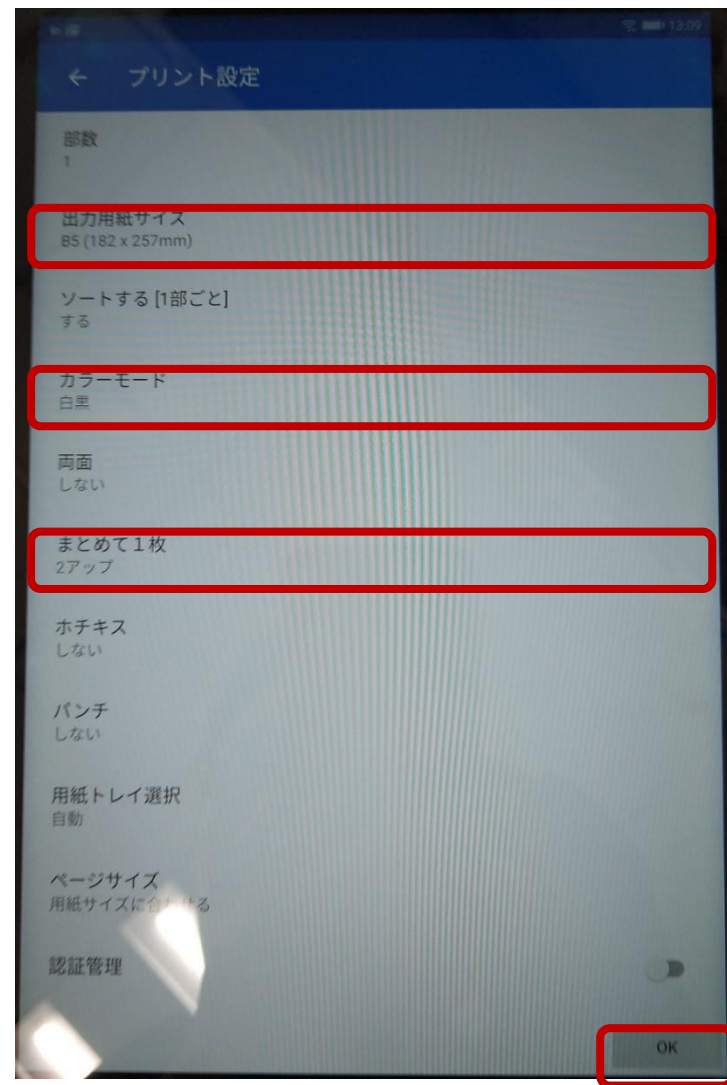 13:09
← プリント設定
部数
1
出力用紙サイズ
B5 (182 x 257mm)
ソートする [1部ごと]
する
カラーモード
白黒
両面
しない
まとめて1枚
2アップ
ホチキス
しない
パンチ
しない
用紙トレイ選択
自動
ページサイズ
用紙サイズに合わせる
認証管理
OK